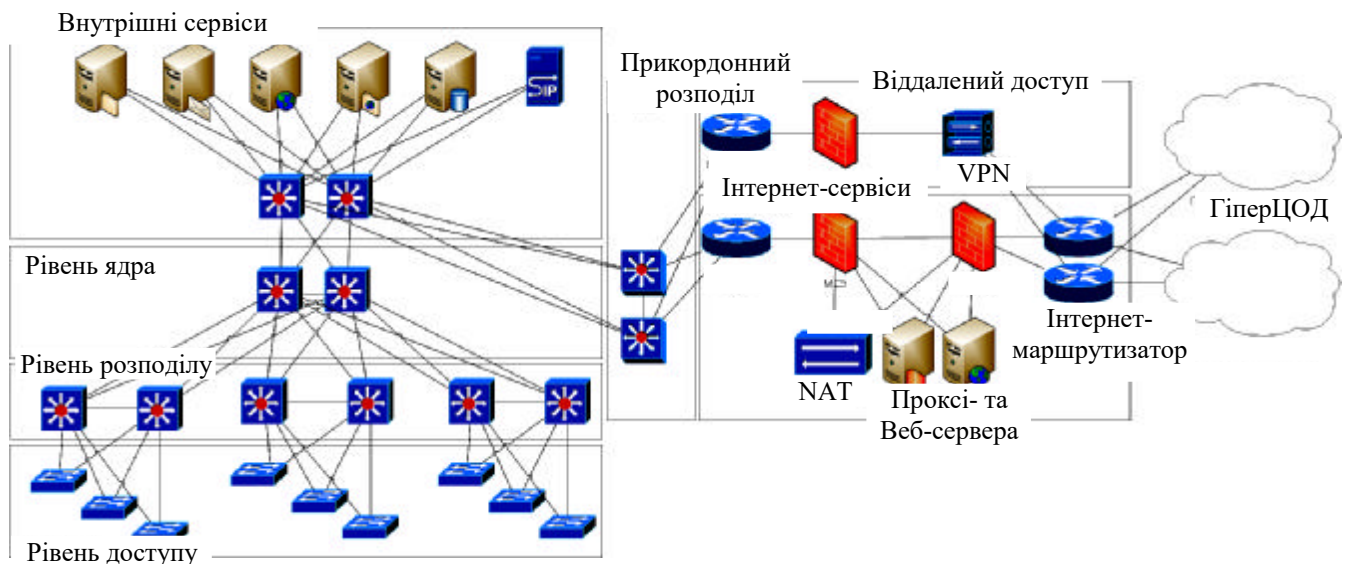 Внутрішні сервіси
SIP
Прикордонний
розподіл
Віддалений доступ
VPN
Інтернет-сервіси
ГіперЦОД
Рівень ядра
Інтернет-
маршрутизатор
Рівень розподілу
NAT
Проксі- та
Веб-сервера
Рівень доступу